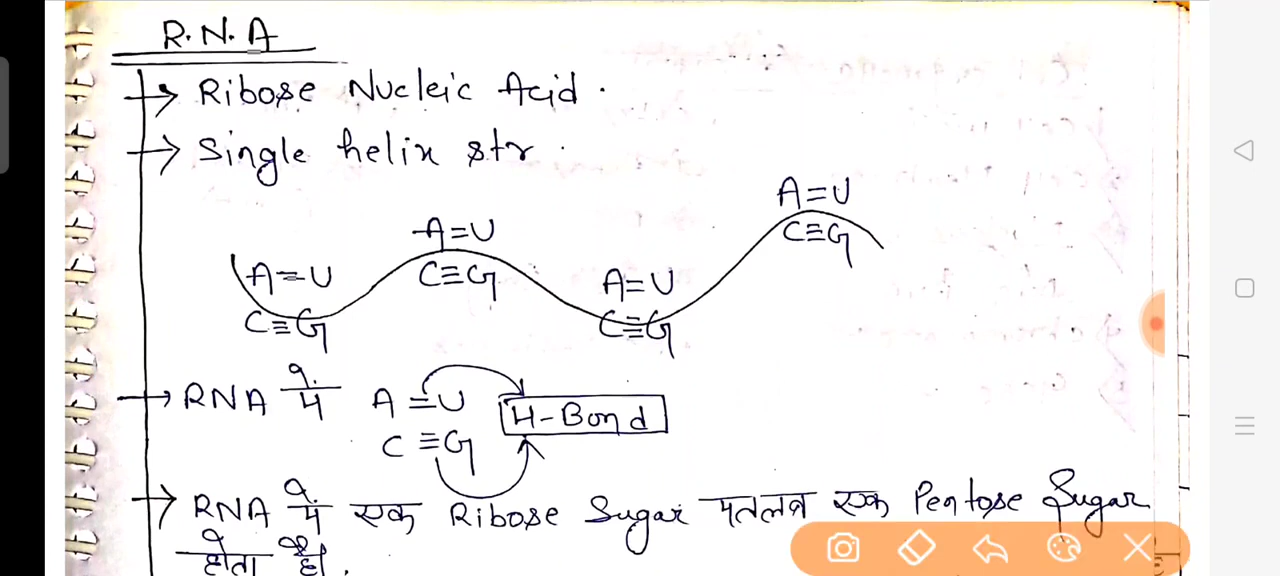 R.N.A
→ Ribose Nucleic Acid.
→ Single helix str.
A=U
A=U
C≡G
A=U
C≡G
A=U
C≡G
C≡G
→ RNA में A=U
H-Bond
C≡G
→ RNA में एक Ribose Sugar मतलब एक Pentose Sugar
होता है।